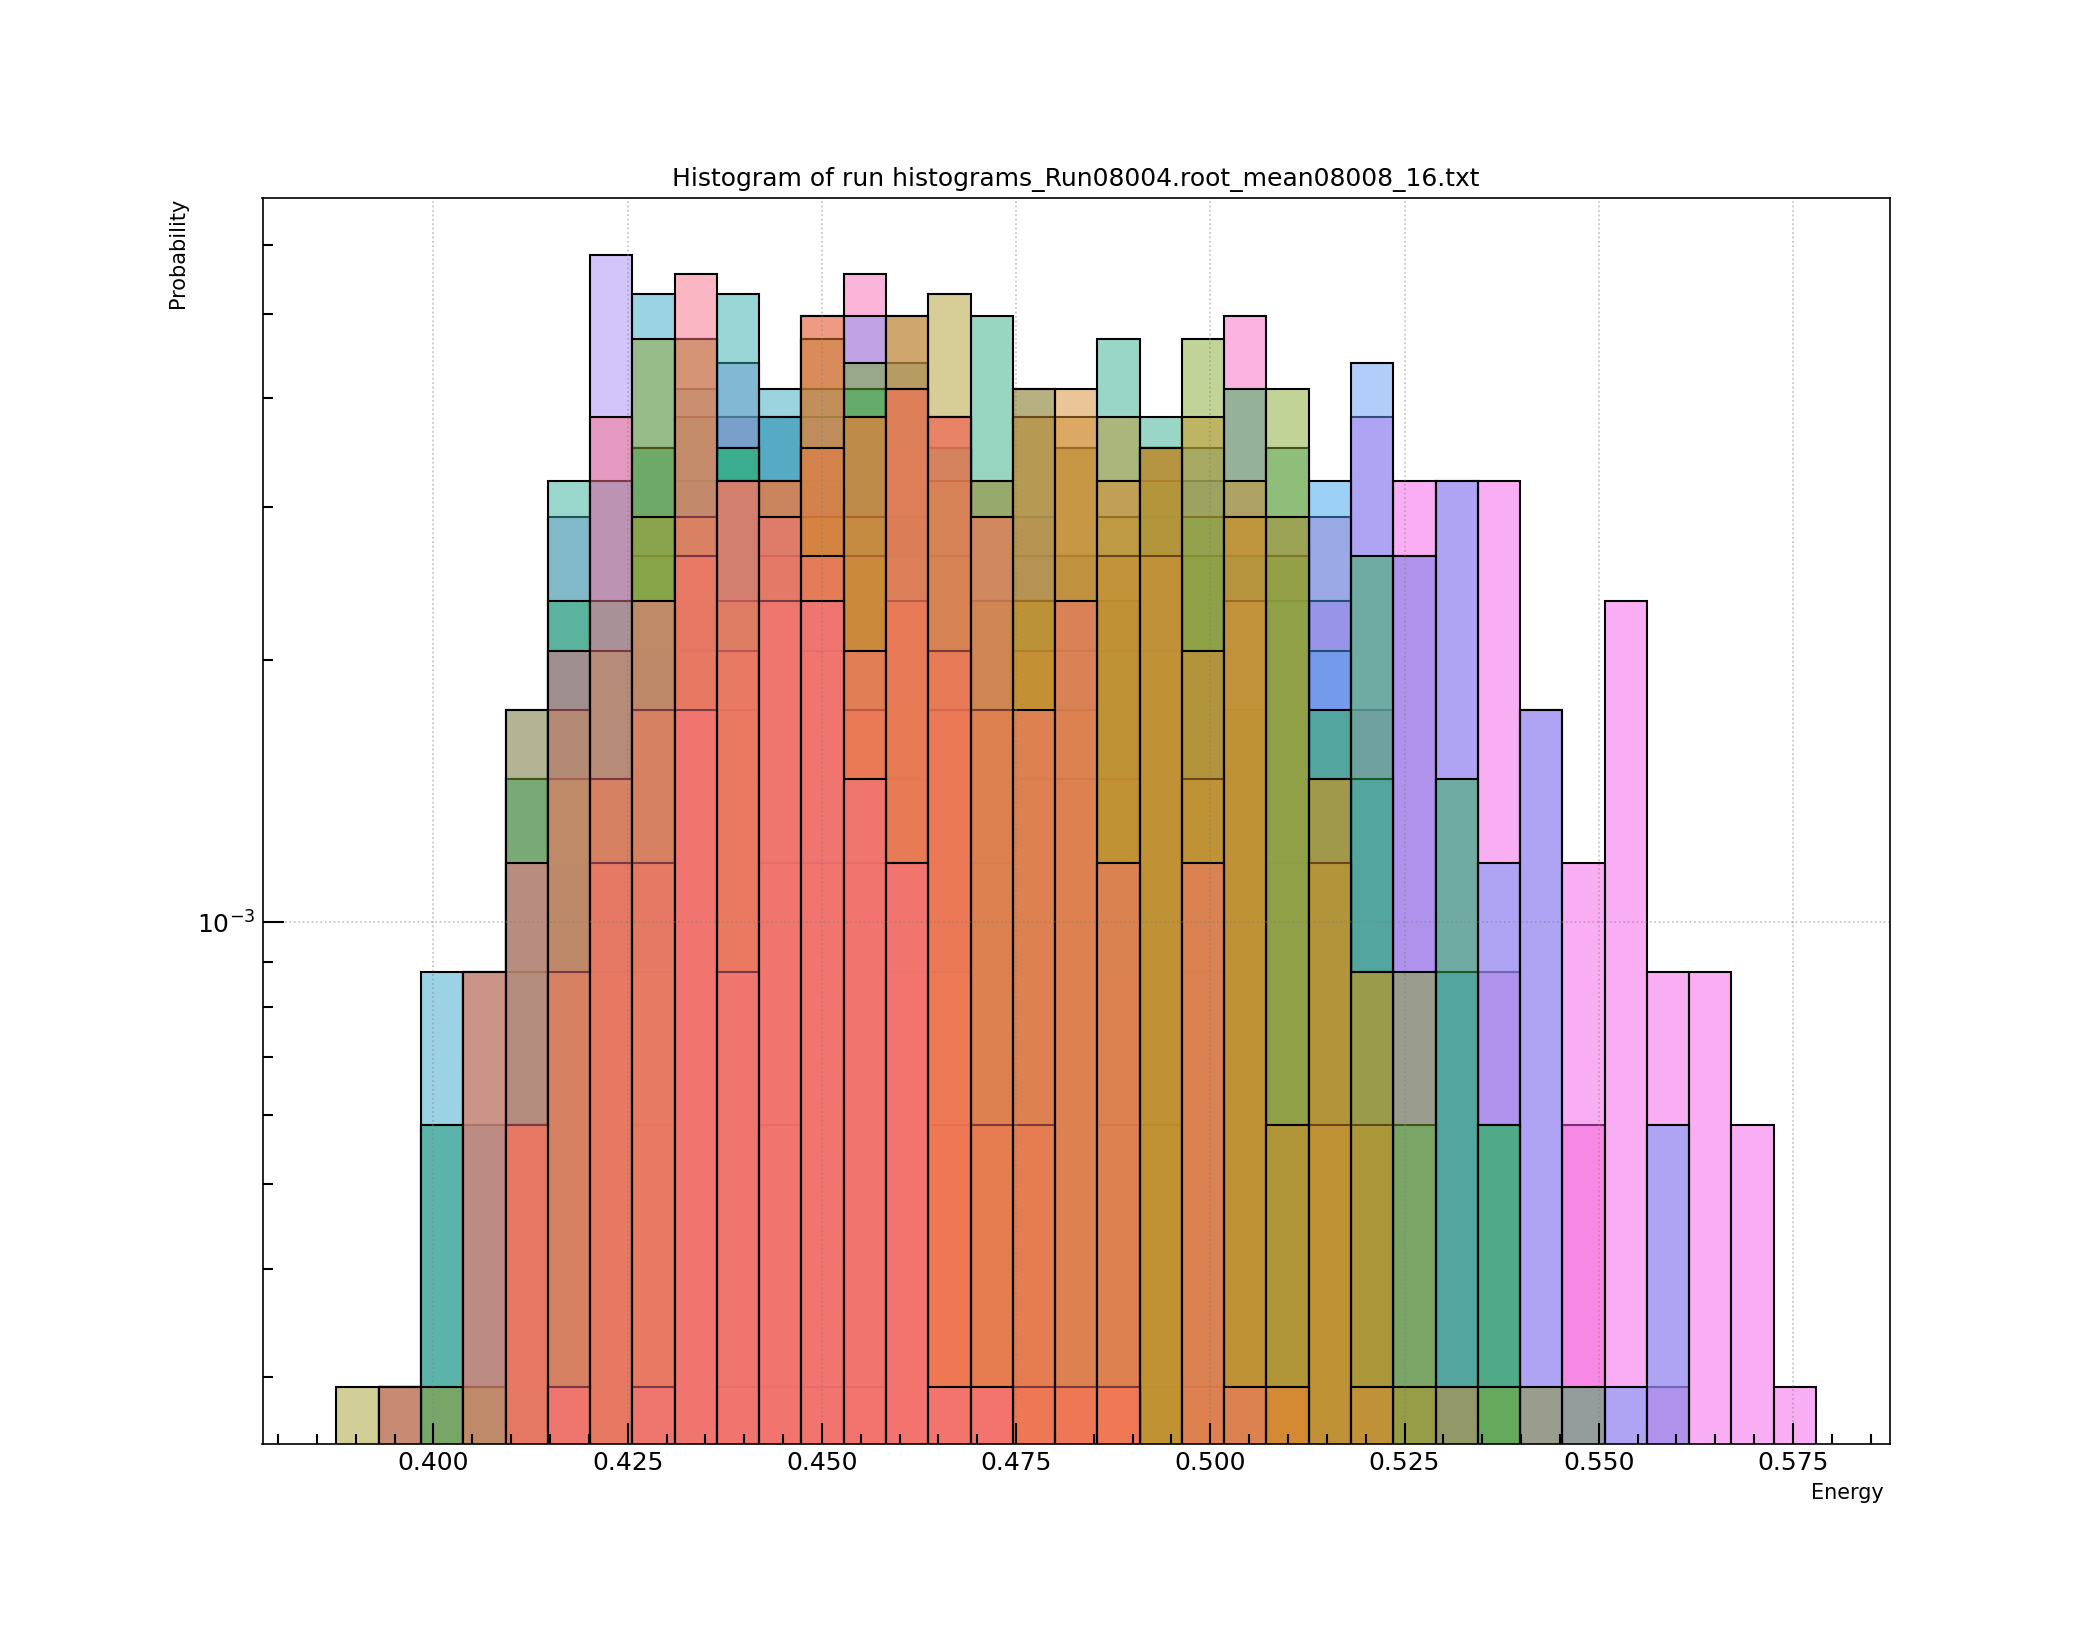 Histogram of run histograms_Run08004.root_mean08008_16.txt
Probability
10⁻³
0.400 0.425 0.450 0.475 0.500 0.525 0.550 0.575
Energy